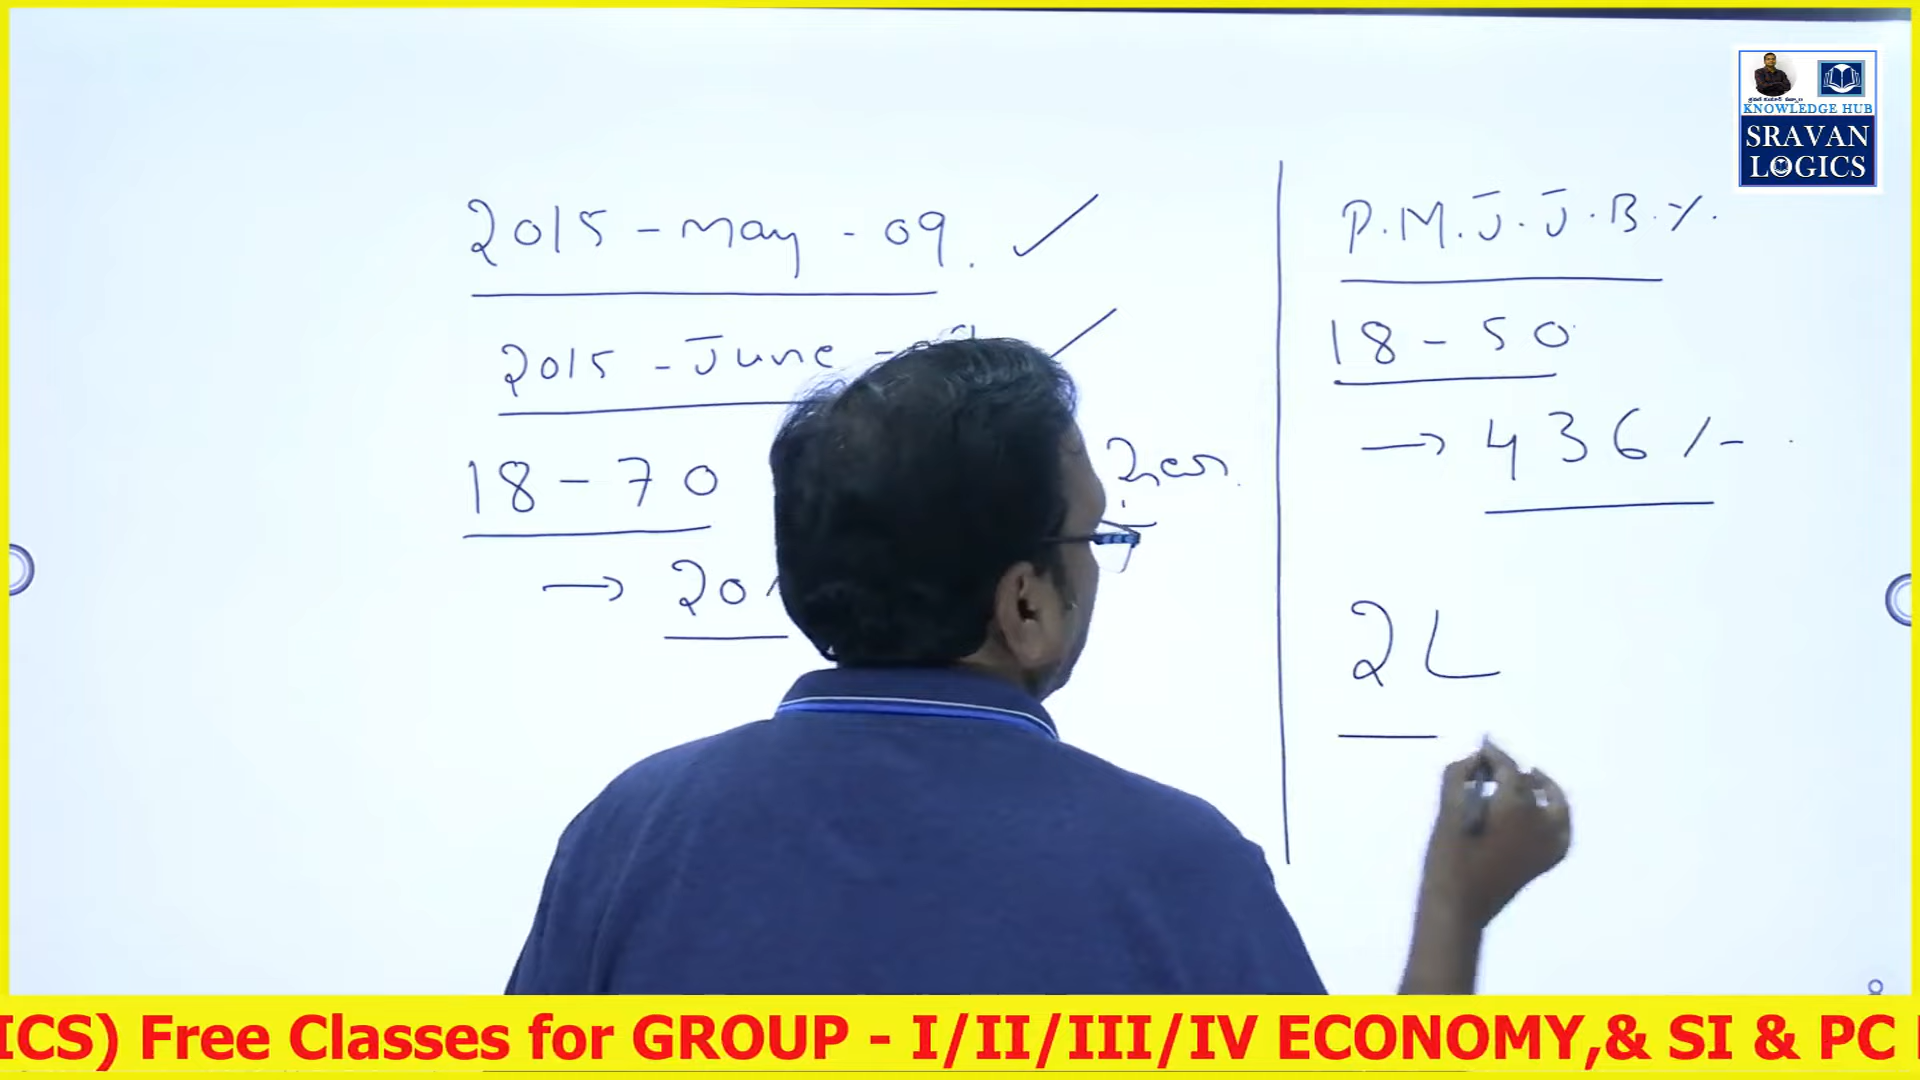 2015 - May - 09.
2015 - June -
18 - 70
→ 20
P.M.J.J.B.Y.
18 - 50
→ 436/-
2L
KNOWLEDGE HUB
SRAVAN
LOGICS
ICS) Free Classes for GROUP - I/II/III/IV ECONOMY,& SI & PC